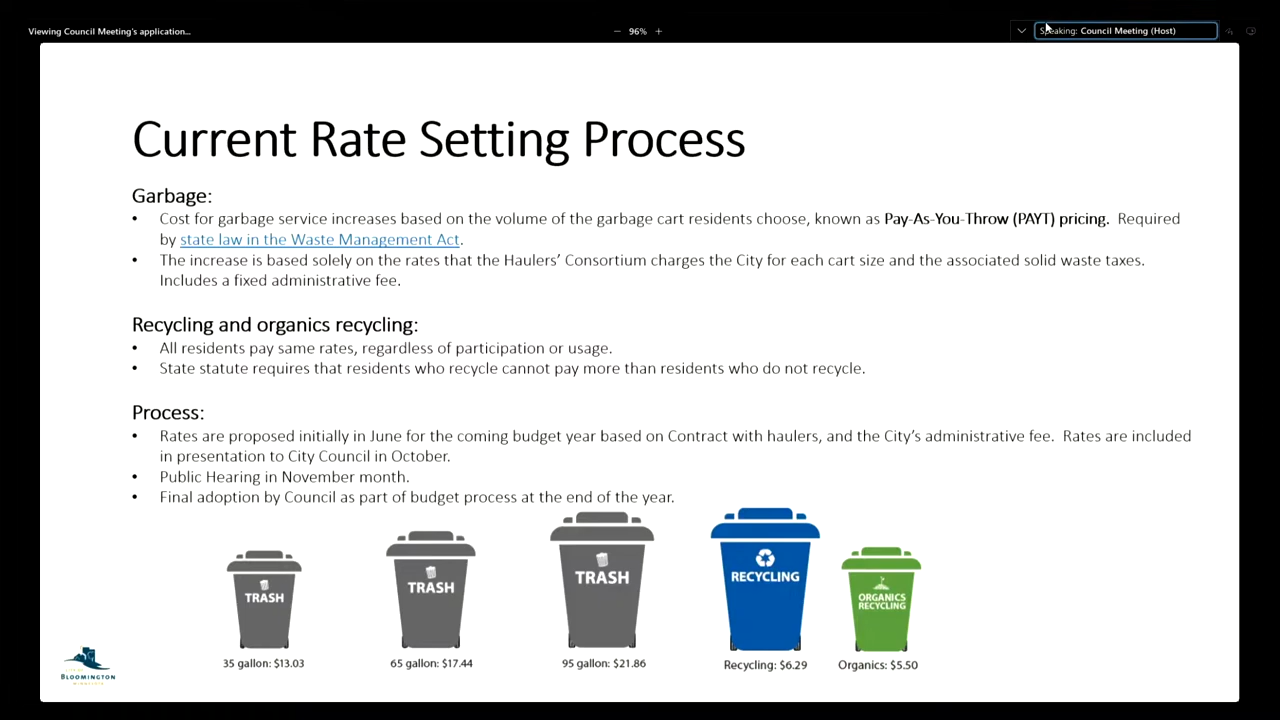 Viewing Council Meeting's application...
96%
Speaking: Council Meeting (Host)
Current Rate Setting Process
Garbage:
• Cost for garbage service increases based on the volume of the garbage cart residents choose, known as Pay-As-You-Throw (PAYT) pricing. Required
by state law in the Waste Management Act.
• The increase is based solely on the rates that the Haulers' Consortium charges the City for each cart size and the associated solid waste taxes.
Includes a fixed administrative fee.
Recycling and organics recycling:
• All residents pay same rates, regardless of participation or usage.
• State statute requires that residents who recycle cannot pay more than residents who do not recycle.
Process:
• Rates are proposed initially in June for the coming budget year based on Contract with haulers, and the City's administrative fee. Rates are included
in presentation to City Council in October.
• Public Hearing in November month.
• Final adoption by Council as part of budget process at the end of the year.
TRASH
TRASH
TRASH
RECYCLING
ORGANICS
RECYCLING
35 gallon: $13.03
65 gallon: $17.44
95 gallon: $21.86
Recycling: $6.29
Organics: $5.50
CITY OF
BLOOMINGTON
MINNESOTA